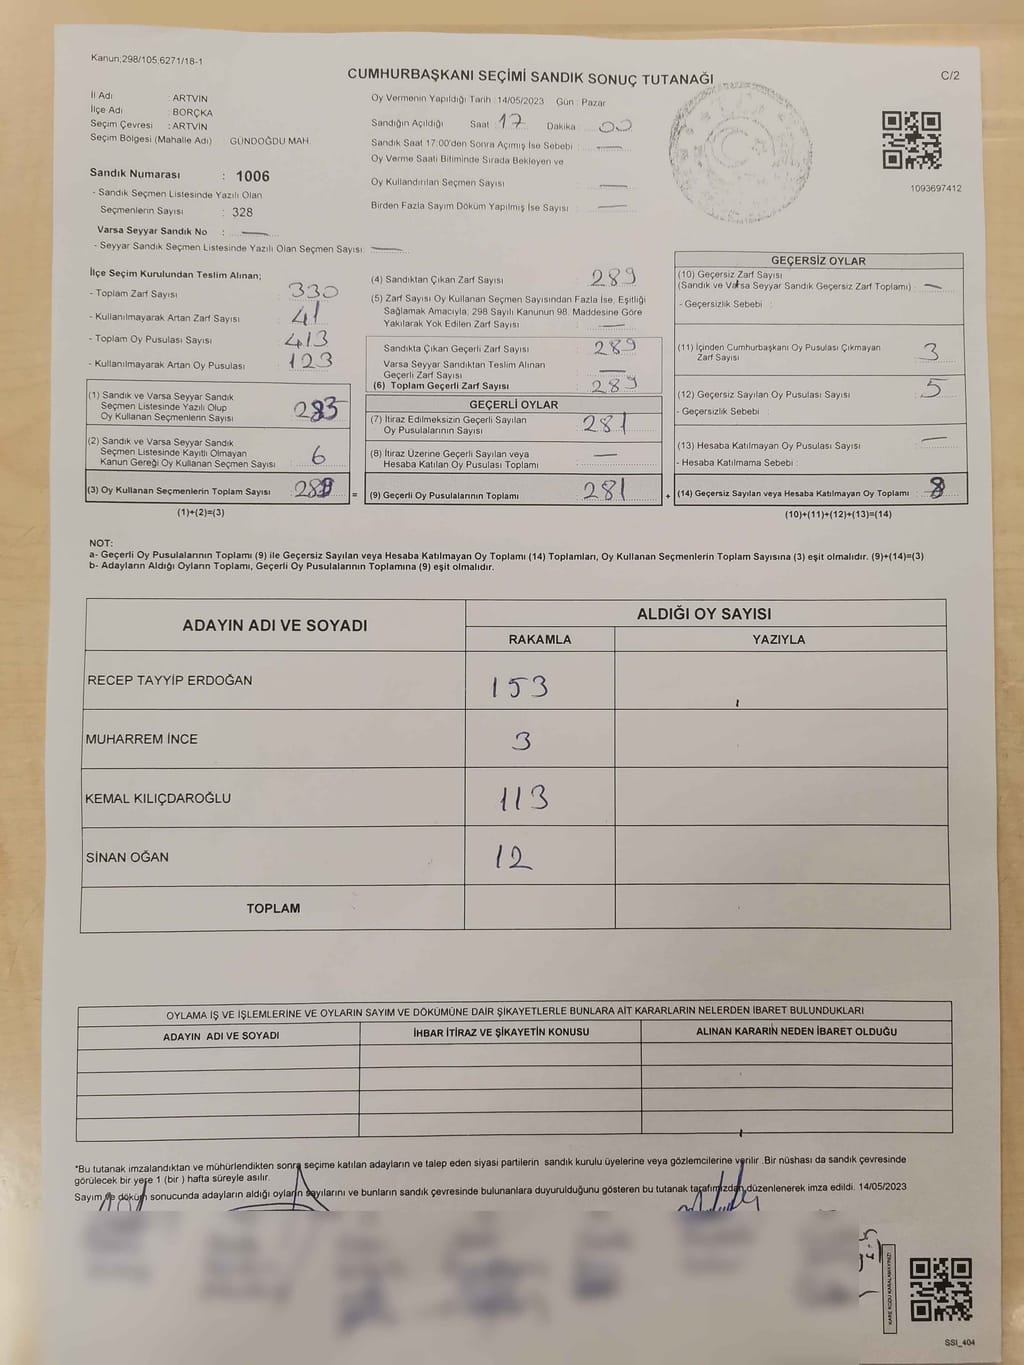 Kanun;298/105;6271/18-1
CUMHURBAŞKANI SEÇİMİ SANDIK SONUÇ TUTANAĞI
C/2
İl Adı : ARTVİN
İlçe Adı : BORÇKA
Seçim Çevresi : ARTVİN
Seçim Bölgesi (Mahalle Adı) GÜNDOĞDU MAH.
Sandık Numarası : 1006
- Sandık Seçmen Listesinde Yazılı Olan
Seçmenlerin Sayısı : 328
Varsa Seyyar Sandık No :
- Seyyar Sandık Seçmen Listesinde Yazılı Olan Seçmen Sayısı:
Oy Vermenin Yapıldığı Tarih :14/05/2023 Gün : Pazar
Sandığın Açıldığı Saat : 17 Dakika : 00
Sandık Saat 17:00'den Sonra Açımış İse Sebebi :
Oy Verme Saati Bitiminde Sırada Bekleyen ve
Oy Kullandırılan Seçmen Sayısı
Birden Fazla Sayım Döküm Yapılmış İse Sayısı
1093697412
İlçe Seçim Kurulundan Teslim Alınan;
- Toplam Zarf Sayısı : 330
- Kullanılmayarak Artan Zarf Sayısı : 41
- Toplam Oy Pusulası Sayısı : 413
- Kullanılmayarak Artan Oy Pusulası : 123
(1) Sandık ve Varsa Seyyar Sandık
Seçmen Listesinde Yazılı Olup
Oy Kullanan Seçmenlerin Sayısı : 283
(2) Sandık ve Varsa Seyyar Sandık
Seçmen Listesinde Kayıtlı Olmayan
Kanun Gereği Oy Kullanan Seçmen Sayısı : 6
(3) Oy Kullanan Seçmenlerin Toplam Sayısı : 289
(1)+(2)=(3)
(4) Sandıktan Çıkan Zarf Sayısı : 289
(5) Zarf Sayısı Oy Kullanan Seçmen Sayısından Fazla İse, Eşitliği
Sağlamak Amacıyla, 298 Sayılı Kanunun 98. Maddesine Göre
Yakılarak Yok Edilen Zarf Sayısı :
Sandıkta Çıkan Geçerli Zarf Sayısı : 289
Varsa Seyyar Sandıktan Teslim Alınan
Geçerli Zarf Sayısı
(6) Toplam Geçerli Zarf Sayısı : 289
GEÇERLİ OYLAR
(7) İtiraz Edilmeksizin Geçerli Sayılan
Oy Pusulalarının Sayısı : 281
(8) İtiraz Üzerine Geçerli Sayılan veya
Hesaba Katılan Oy Pusulası Toplamı :
= (9) Geçerli Oy Pusulalarının Toplamı : 281
GEÇERSİZ OYLAR
(10) Geçersiz Zarf Sayısı
(Sandık ve Varsa Seyyar Sandık Geçersiz Zarf Toplamı) :
- Geçersizlik Sebebi :
(11) İçinden Cumhurbaşkanı Oy Pusulası Çıkmayan
Zarf Sayısı : 3
(12) Geçersiz Sayılan Oy Pusulası Sayısı : 5
- Geçersizlik Sebebi :
(13) Hesaba Katılmayan Oy Pusulası Sayısı :
- Hesaba Katılmama Sebebi :
+ (14) Geçersiz Sayılan veya Hesaba Katılmayan Oy Toplamı : 8
(10)+(11)+(12)+(13)=(14)
NOT:
a- Geçerli Oy Pusulalarının Toplamı (9) ile Geçersiz Sayılan veya Hesaba Katılmayan Oy Toplamı (14) Toplamları, Oy Kullanan Seçmenlerin Toplam Sayısına (3) eşit olmalıdır. (9)+(14)=(3)
b- Adayların Aldığı Oyların Toplamı, Geçerli Oy Pusulalarının Toplamına (9) eşit olmalıdır.
ADAYIN ADI VE SOYADI
ALDIĞI OY SAYISI
RAKAMLA YAZIYLA
RECEP TAYYİP ERDOĞAN 153
MUHARREM İNCE 3
KEMAL KILIÇDAROĞLU 113
SİNAN OĞAN 12
TOPLAM
OYLAMA İŞ VE İŞLEMLERİNE VE OYLARIN SAYIM VE DÖKÜMÜNE DAİR ŞİKAYETLERLE BUNLARA AİT KARARLARIN NELERDEN İBARET BULUNDUKLARI
ADAYIN ADI VE SOYADI İHBAR İTİRAZ VE ŞİKAYETİN KONUSU ALINAN KARARIN NEDEN İBARET OLDUĞU
*Bu tutanak imzalandıktan ve mühürlendikten sonra seçime katılan adayların ve talep eden siyasi partilerin sandık kurulu üyelerine veya gözlemcilerine verilir .Bir nüshası da sandık çevresinde
görülecek bir yere 1 (bir ) hafta süreyle asılır.
Sayım ve döküm sonucunda adayların aldığı oyların sayılarını ve bunların sandık çevresinde bulunanlara duyurulduğunu gösteren bu tutanak tarafımızdan düzenlenerek imza edildi. 14/05/2023
KARE KODU KARALAMAYINIZ!
SSİ_404